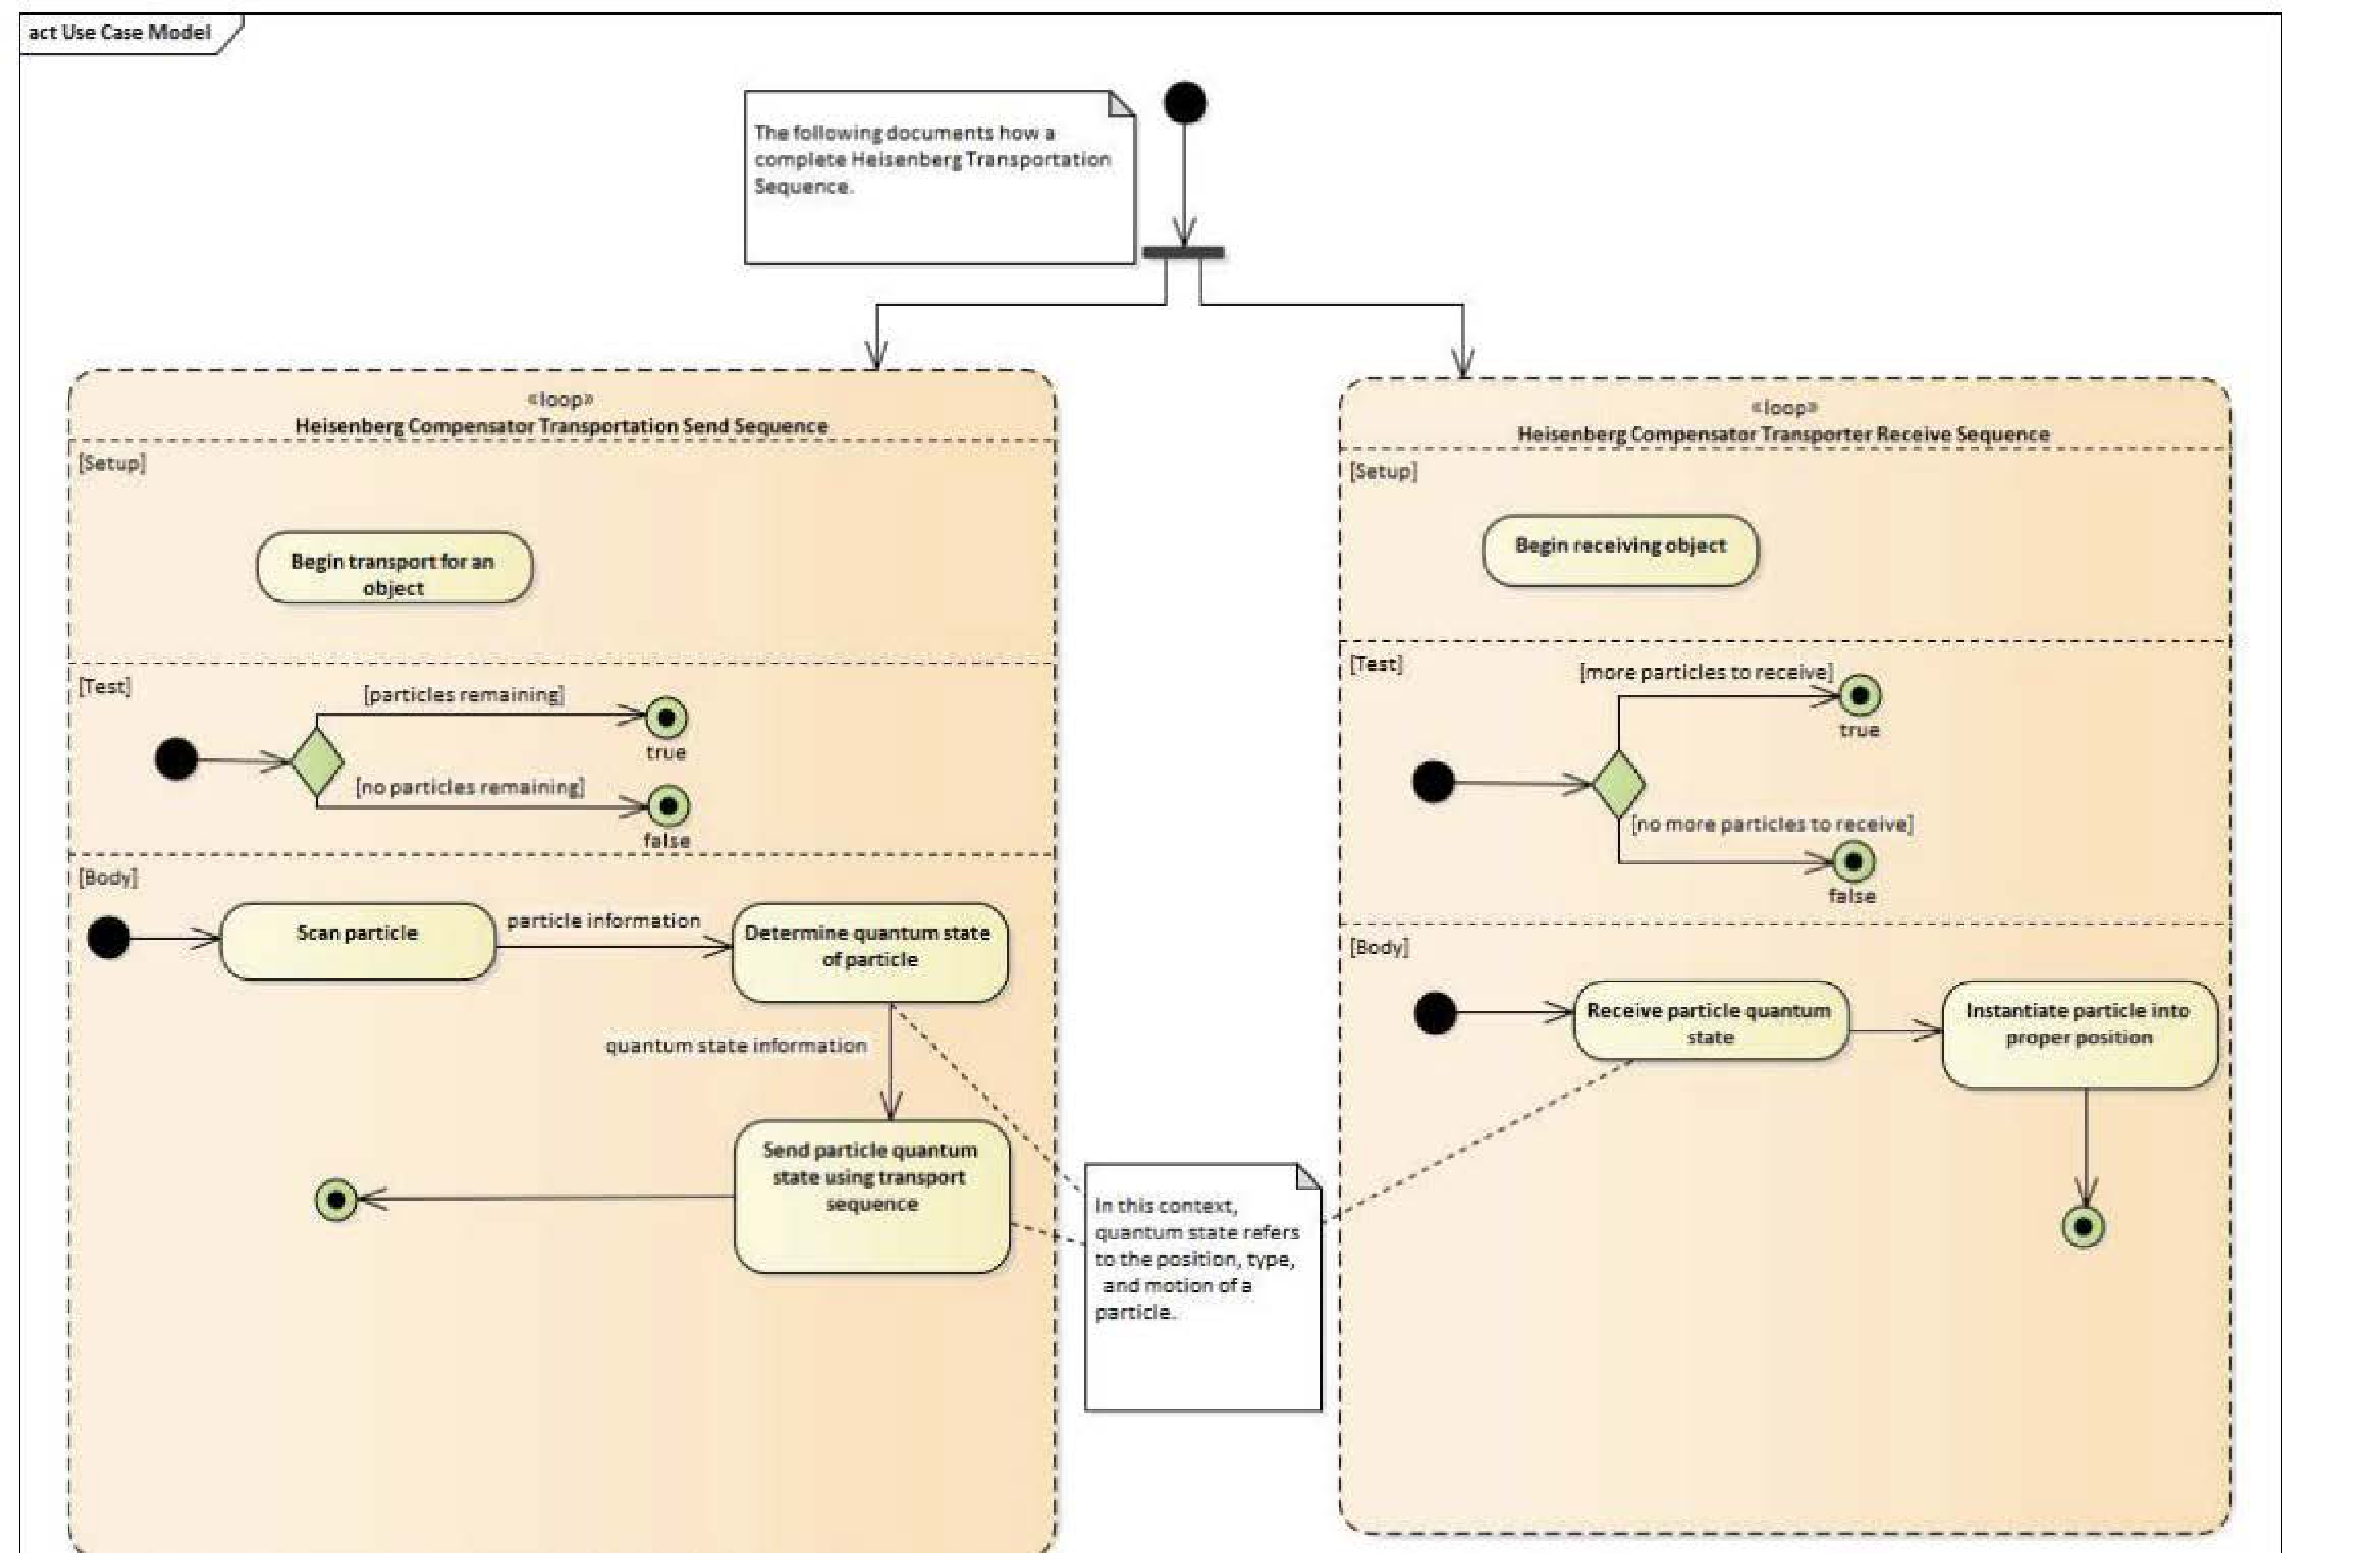 act Use Case Model
The following documents how a
complete Heisenberg Transportation
Sequence.
«loop»
Heisenberg Compensator Transportation Send Sequence
[Setup]
Begin transport for an
object
[Test]
[particles remaining]
true
[no particles remaining]
false
[Body]
Scan particle
particle information
Determine quantum state
of particle
quantum state information
Send particle quantum
state using transport
sequence
In this context,
quantum state refers
to the position, type,
and motion of a
particle.
«loop»
Heisenberg Compensator Transporter Receive Sequence
[Setup]
Begin receiving object
[Test]
[more particles to receive]
true
[no more particles to receive]
false
[Body]
Receive particle quantum
state
Instantiate particle into
proper position